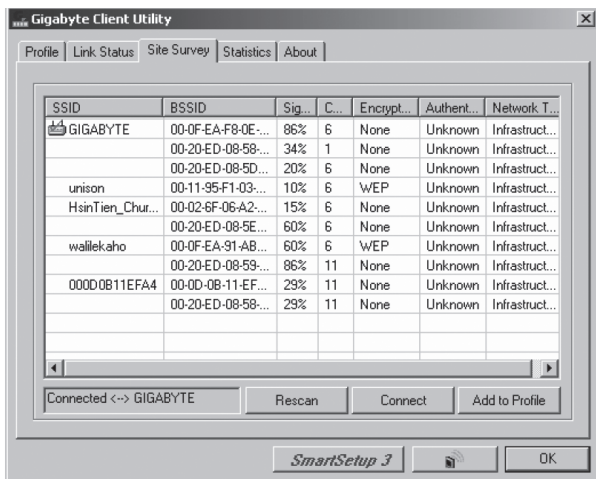 Gigabyte Client Utility
Profile Link Status Site Survey Statistics About
SSID BSSID Sig... C... Encrypt... Authent... Network T...
GIGABYTE 00-0F-EA-F8-0E-... 86% 6 None Unknown Infrastruct...
00-20-ED-08-58-... 34% 1 None Unknown Infrastruct...
00-20-ED-08-5D... 20% 6 None Unknown Infrastruct...
unison 00-11-95-F1-03-... 10% 6 WEP Unknown Infrastruct...
HsinTien_Chur... 00-02-6F-06-A2-... 15% 6 None Unknown Infrastruct...
00-20-ED-08-5E... 60% 6 None Unknown Infrastruct...
walilekaho 00-0F-EA-91-AB... 60% 6 WEP Unknown Infrastruct...
00-20-ED-08-59-... 86% 11 None Unknown Infrastruct...
000D0B11EFA4 00-0D-0B-11-EF... 29% 11 None Unknown Infrastruct...
00-20-ED-08-58-... 29% 11 None Unknown Infrastruct...
Connected <--> GIGABYTE Rescan Connect Add to Profile
SmartSetup 3 OK